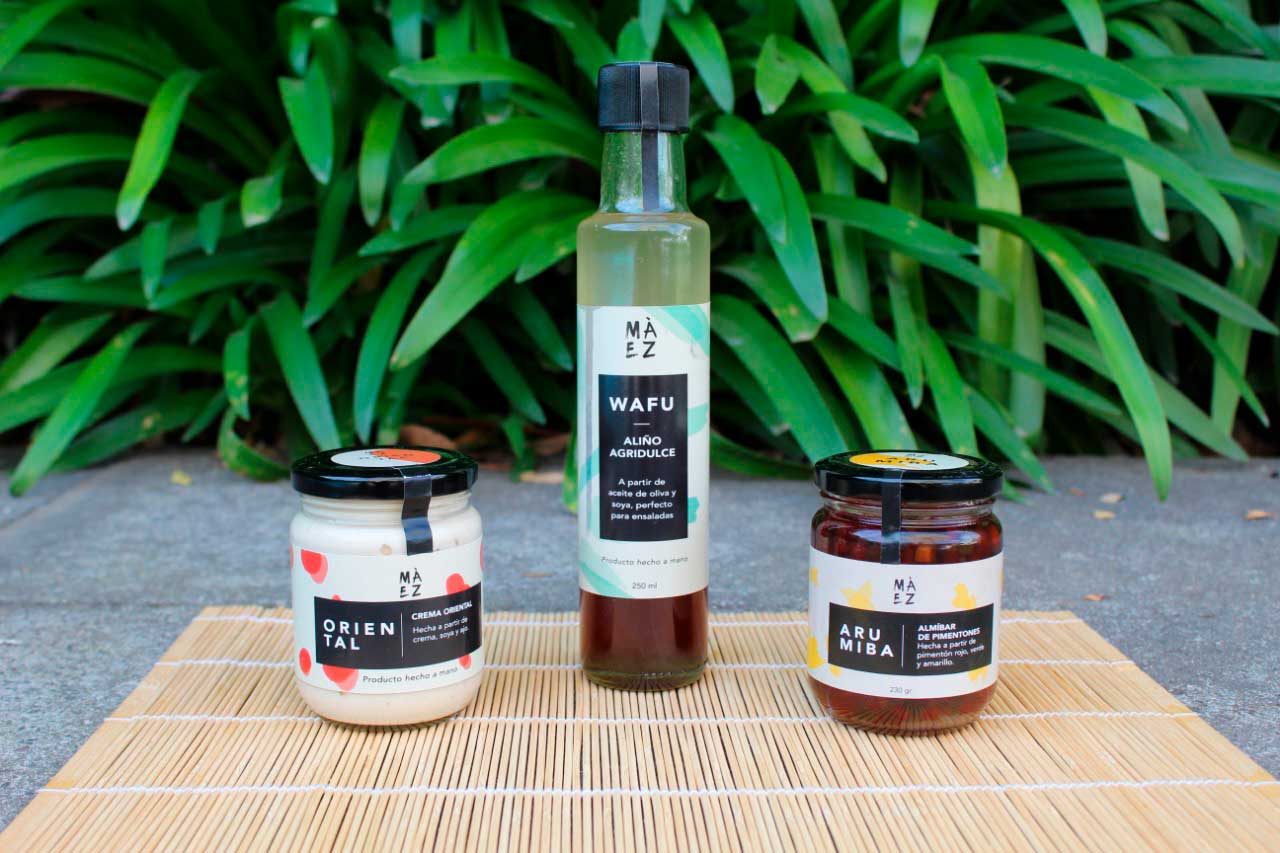 MÀ
EZ
ORIEN
TAL
CREMA ORIENTAL
Hecha a partir de
crema, soya y ajo.
Producto hecho a mano
MÀ
EZ
WAFU
ALIÑO
AGRIDULCE
A partir de
aceite de oliva y
soya, perfecto
para ensaladas
Producto hecho a mano
250 ml
ARU
MIBA
MÀ
EZ
ARU
MIBA
ALMÍBAR
DE PIMENTONES
Hecha a partir de
pimentón rojo, verde
y amarillo.
230 gr